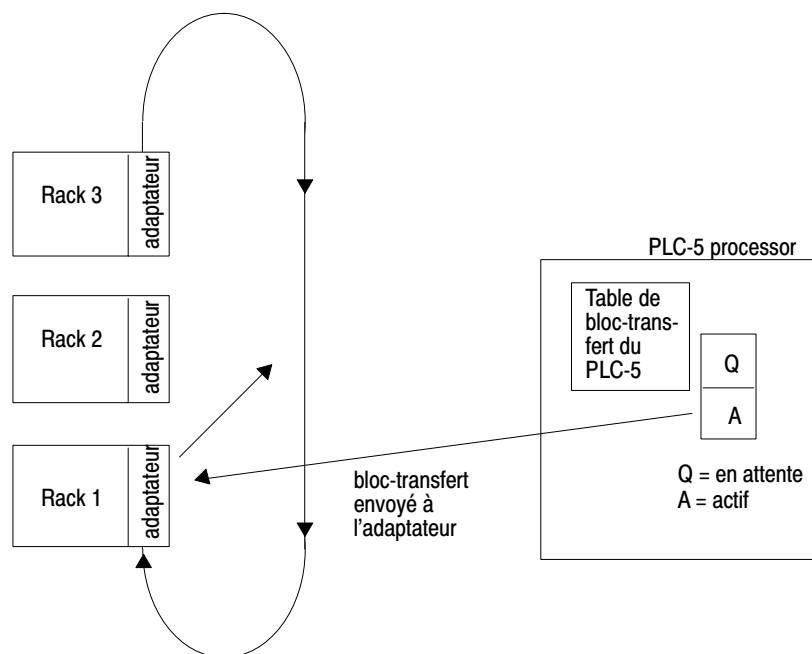 Rack 3
adaptateur
Rack 2
adaptateur
Rack 1
adaptateur
bloc-transfert
envoyé à
l'adaptateur
PLC-5 processor
Table de
bloc-trans-
fert du
PLC-5
Q
A
Q = en attente
A = actif